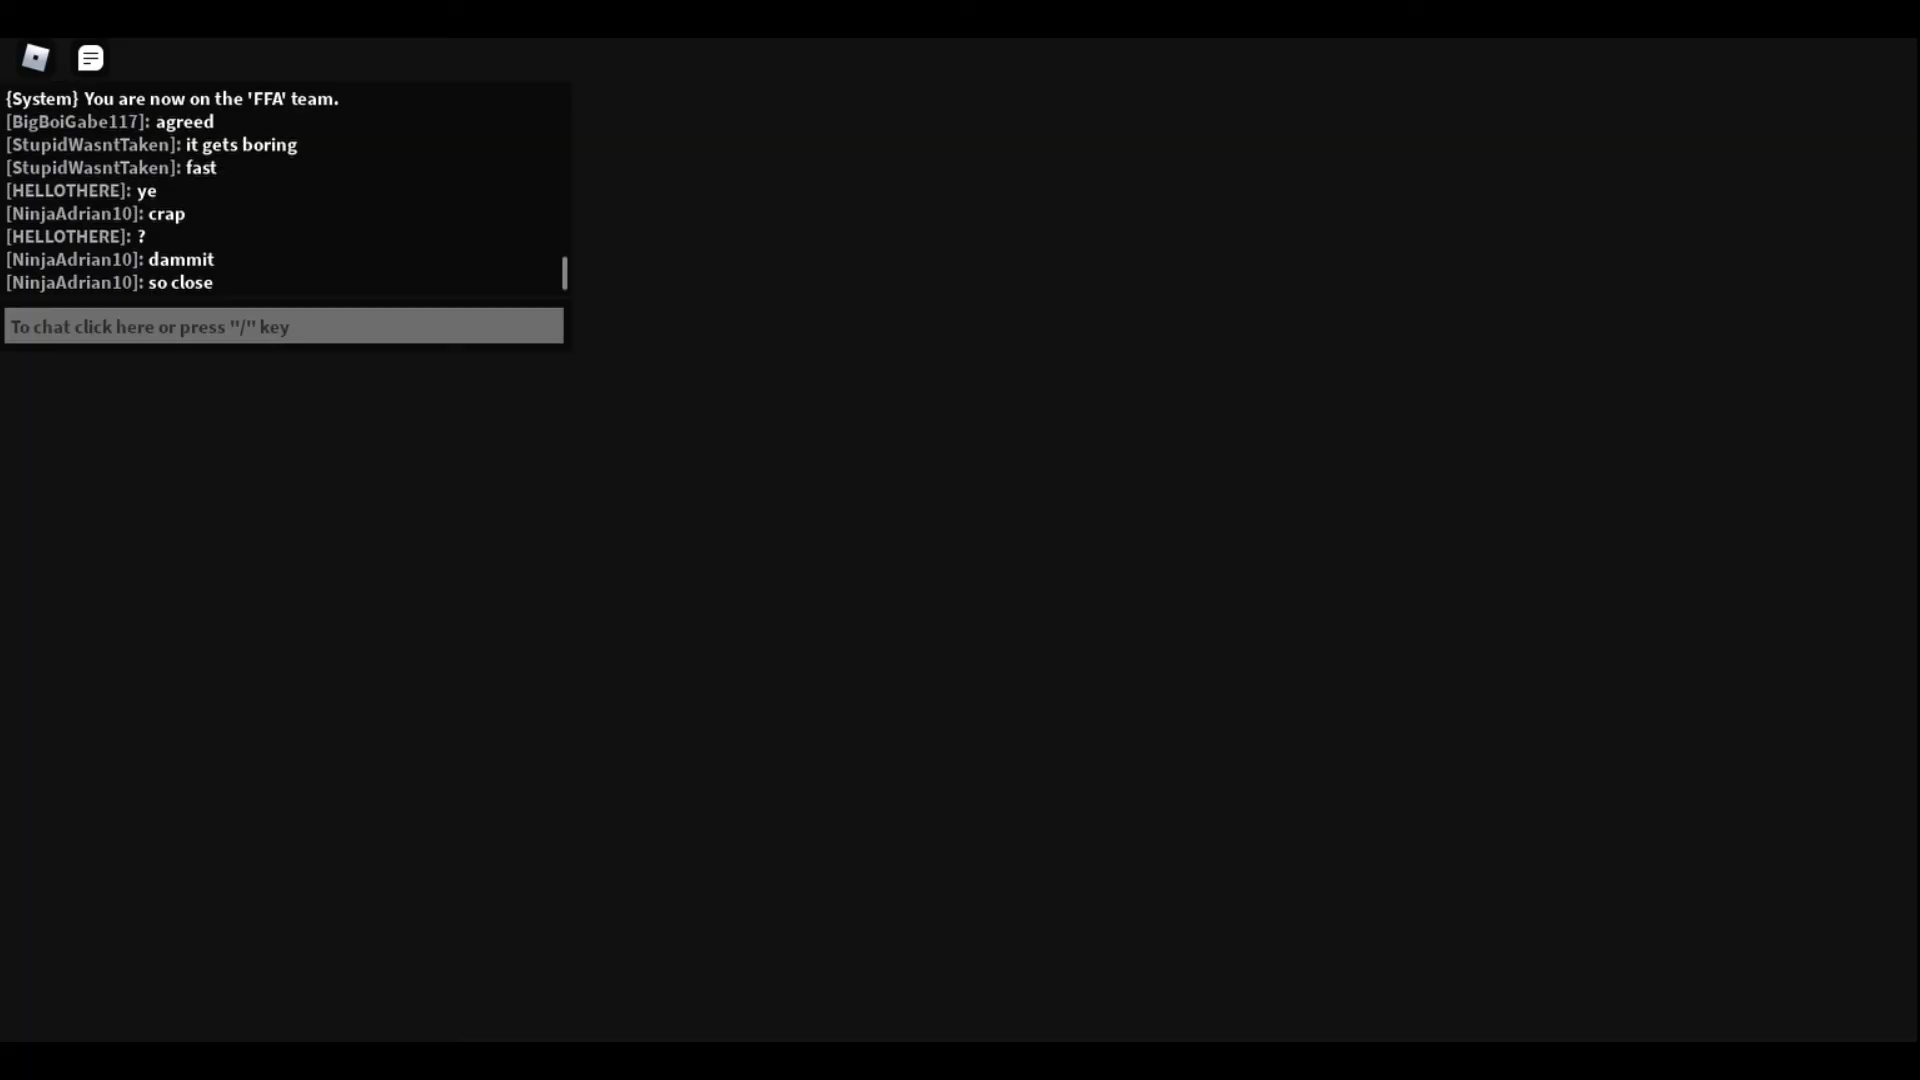 {System} You are now on the 'FFA' team.
[BigBoiGabe117]: agreed
[StupidWasntTaken]: it gets boring
[StupidWasntTaken]: fast
[HELLOTHERE]: ye
[NinjaAdrian10]: crap
[HELLOTHERE]: ?
[NinjaAdrian10]: dammit
[NinjaAdrian10]: so close
To chat click here or press "/" key